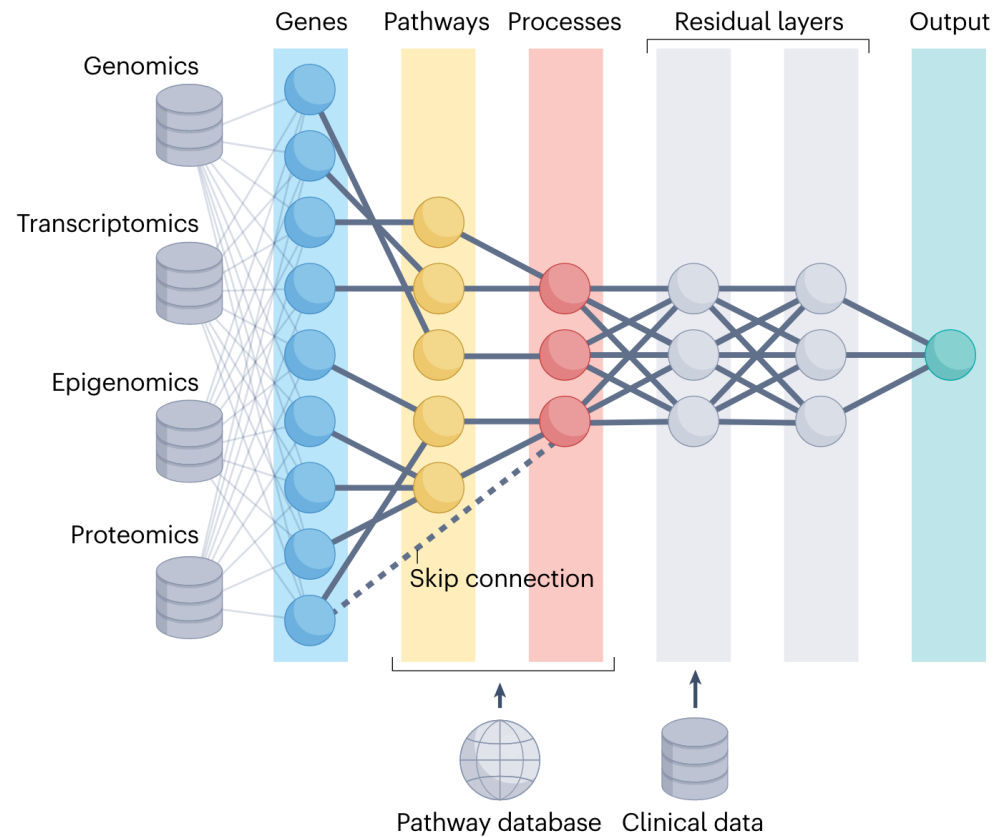 Genes
Pathways
Processes
Residual layers
Output
Genomics
Transcriptomics
Epigenomics
Proteomics
Skip connection
Pathway database
Clinical data